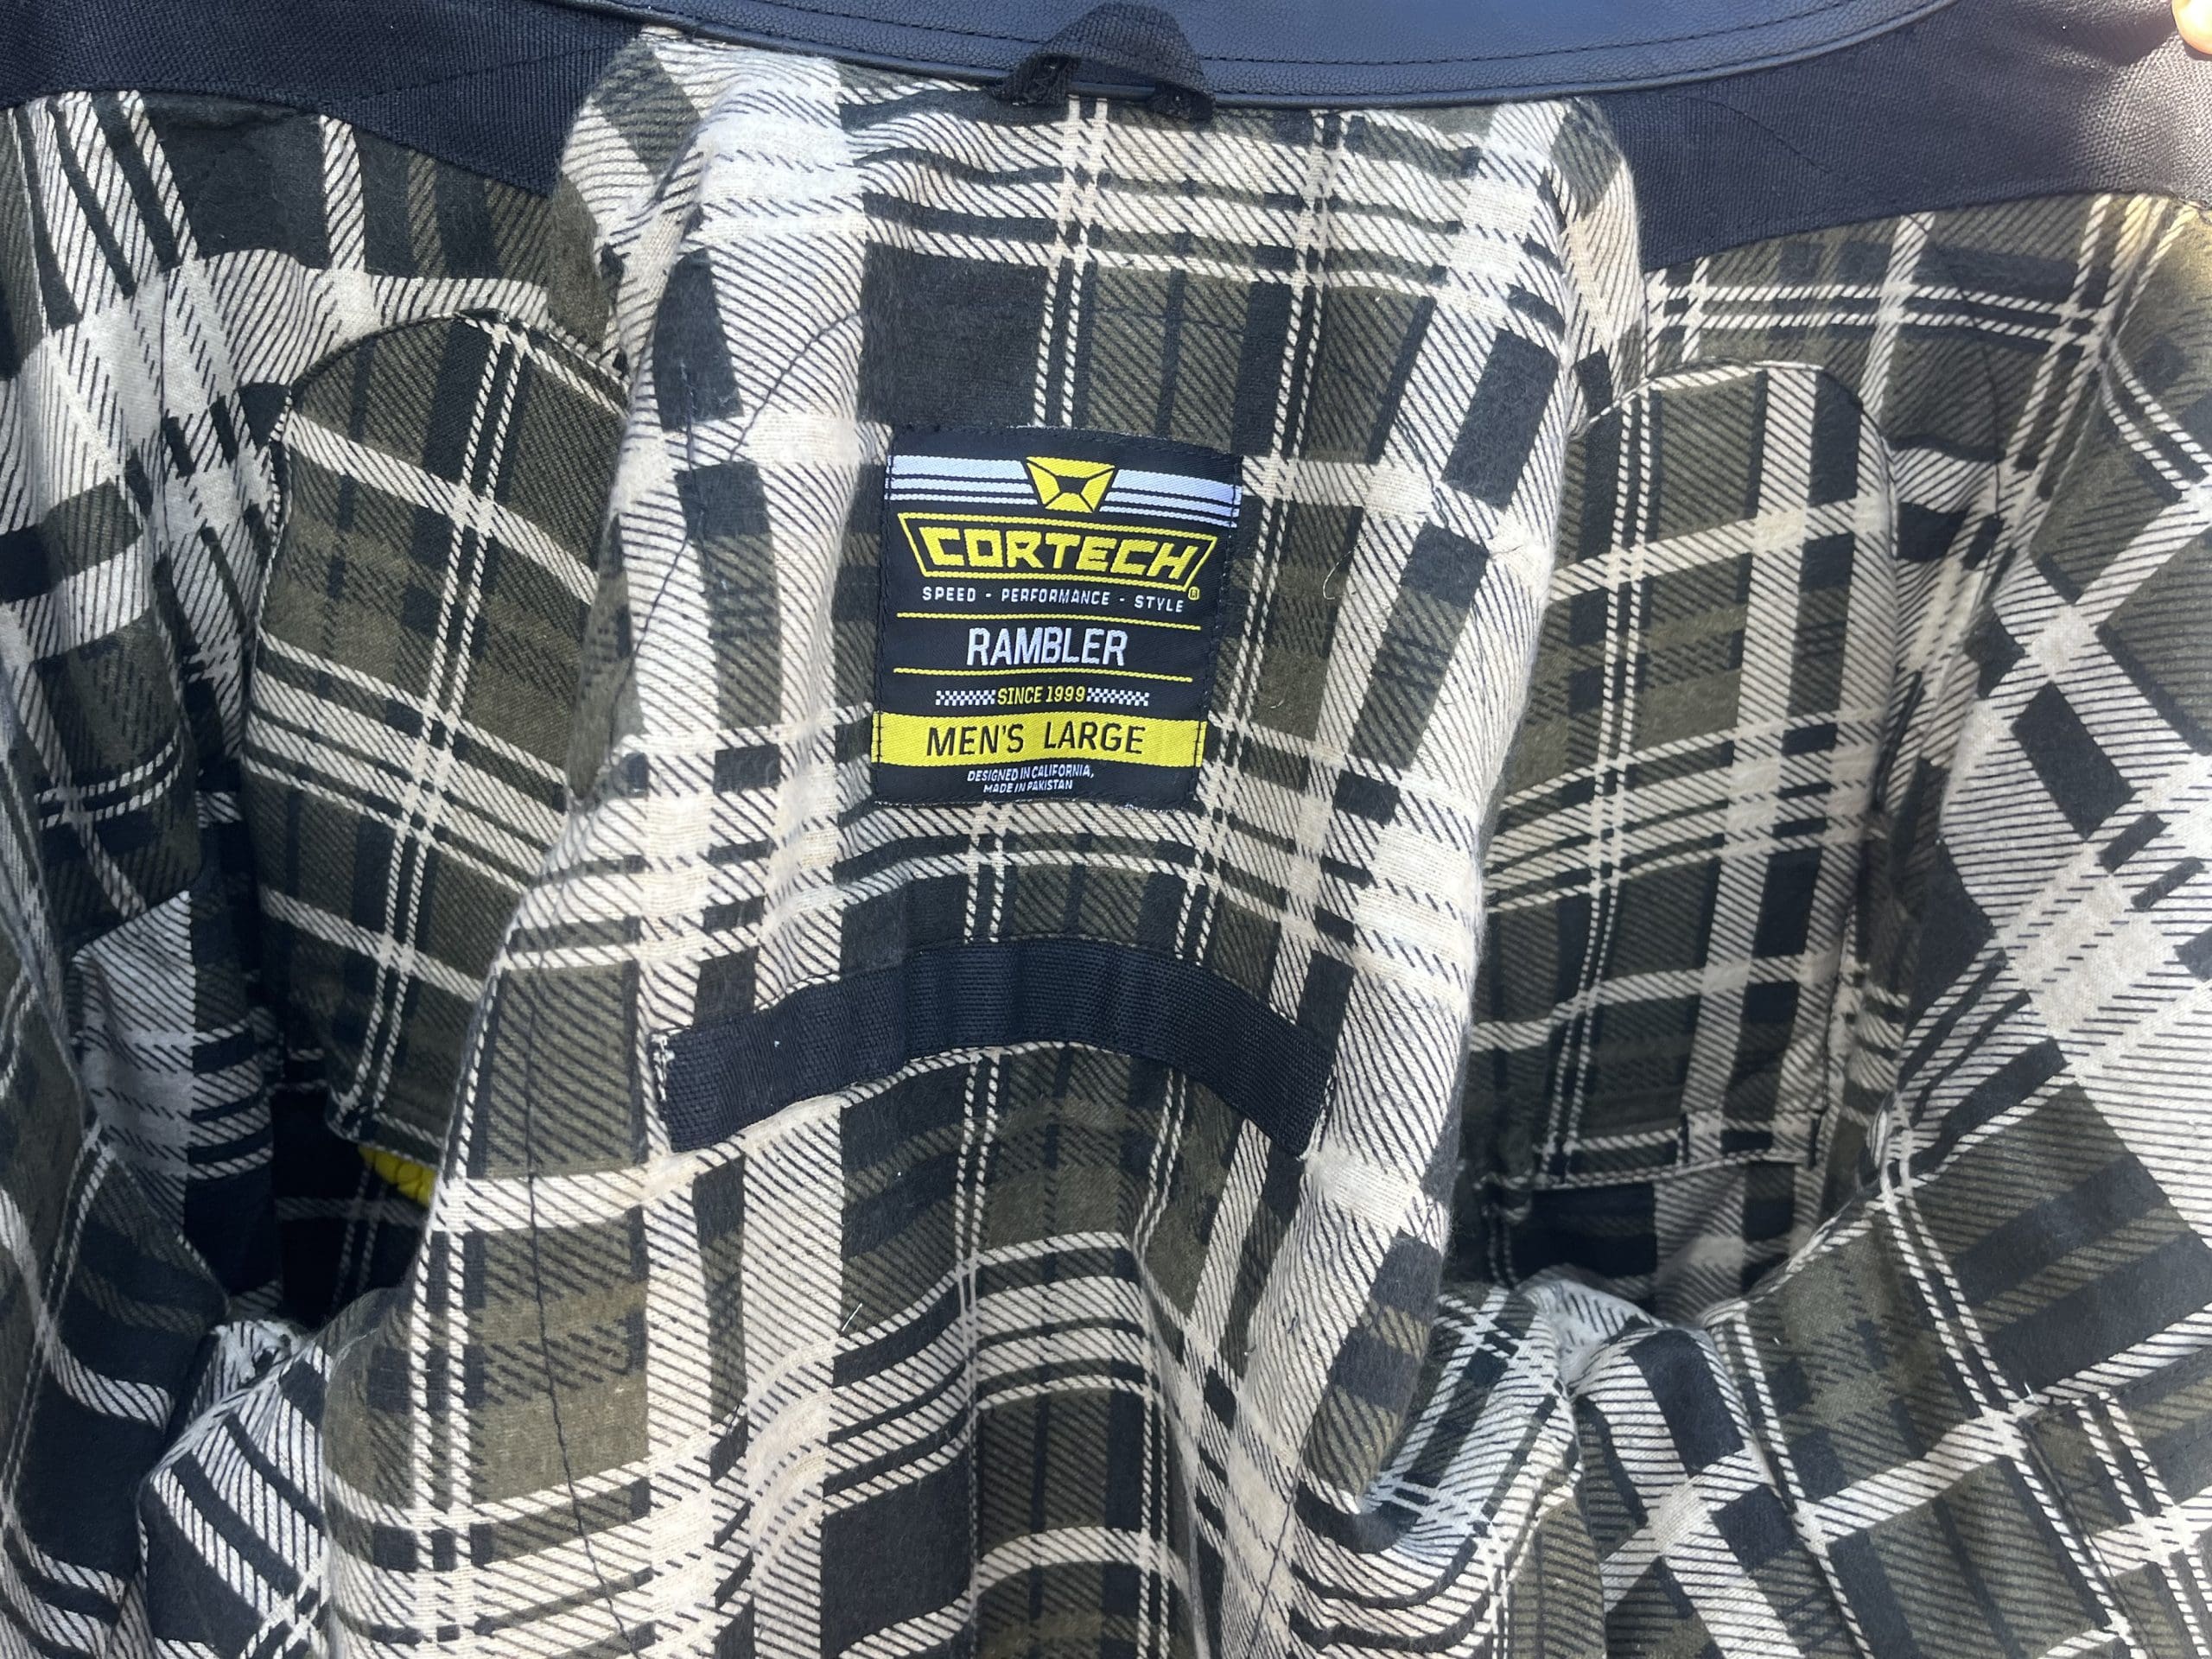 CORTECH®
SPEED - PERFORMANCE - STYLE
RAMBLER
SINCE 1999
MEN'S LARGE
DESIGNED IN CALIFORNIA,
MADE IN PAKISTAN